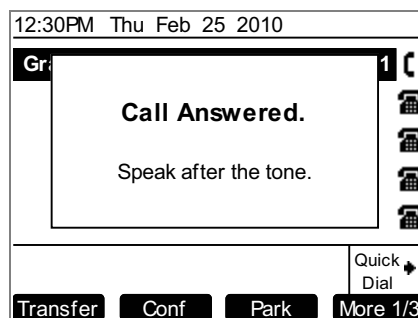 12:30PM Thu Feb 25 2010
1
Call Answered.
Speak after the tone.
Quick
Dial
Transfer Conf Park More 1/3